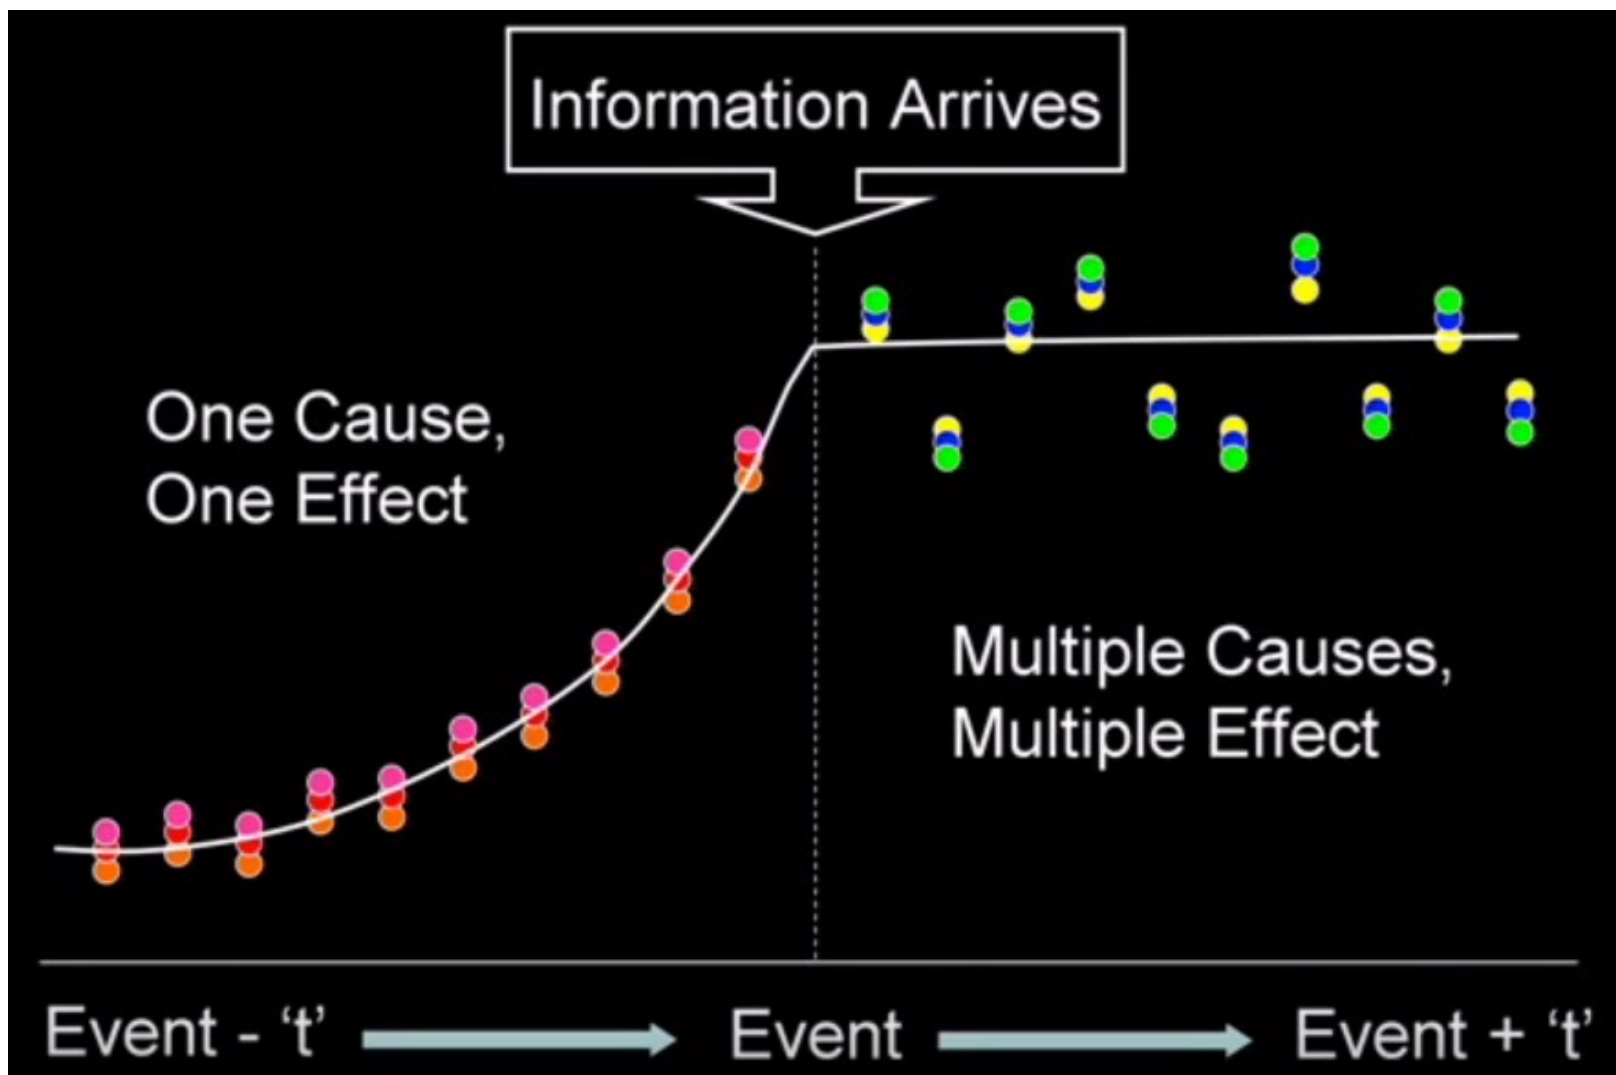 Information Arrives
One Cause,
One Effect
Multiple Causes,
Multiple Effect
Event - ‘t’
Event
Event + ‘t’